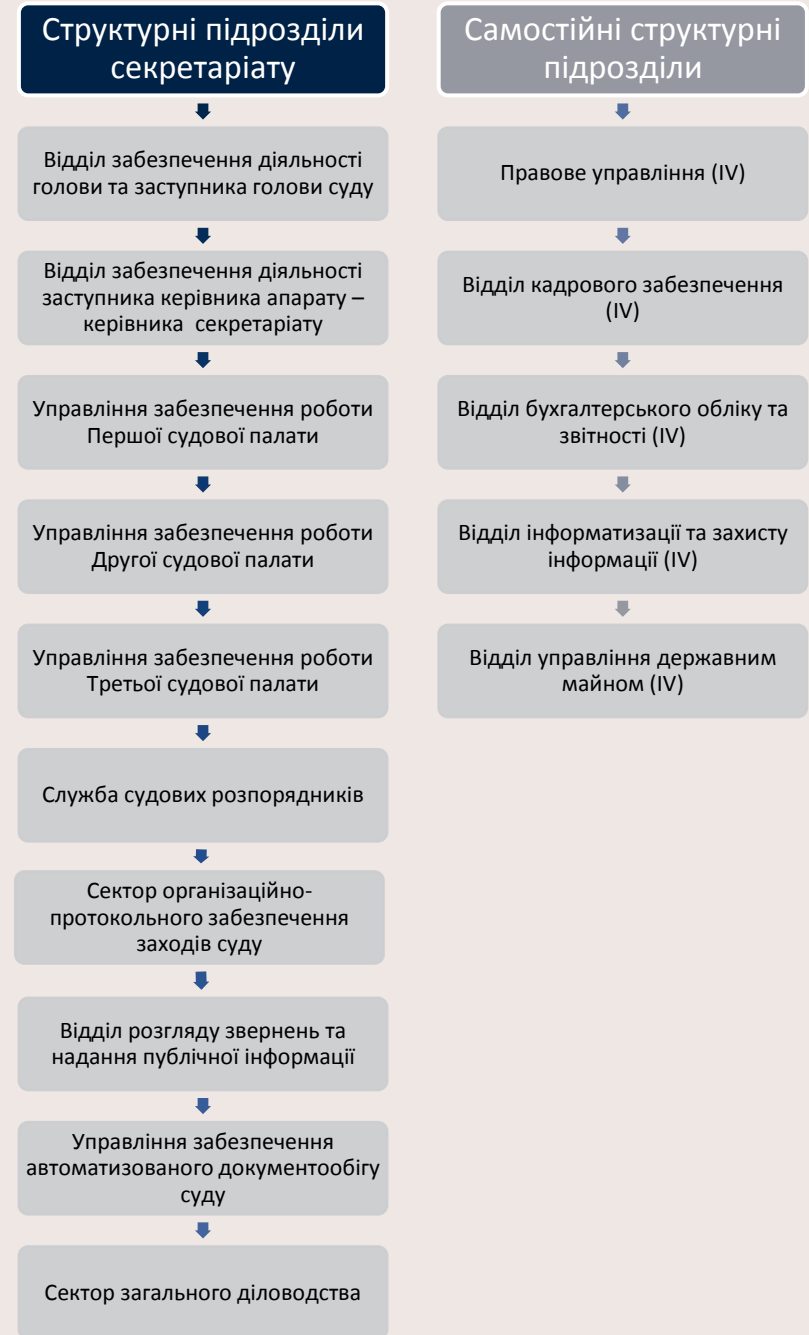 Структурні підрозділи
секретаріату
Відділ забезпечення діяльності
голови та заступника голови суду
Відділ забезпечення діяльності
заступника керівника апарату –
керівника секретаріату
Управління забезпечення роботи
Першої судової палати
Управління забезпечення роботи
Другої судової палати
Управління забезпечення роботи
Третьої судової палати
Служба судових розпорядників
Сектор організаційно-
протокольного забезпечення
заходів суду
Відділ розгляду звернень та
надання публічної інформації
Управління забезпечення
автоматизованого документообігу
суду
Сектор загального діловодства
Самостійні структурні
підрозділи
Правове управління (IV)
Відділ кадрового забезпечення
(IV)
Відділ бухгалтерського обліку та
звітності (IV)
Відділ інформатизації та захисту
інформації (IV)
Відділ управління державним
майном (IV)